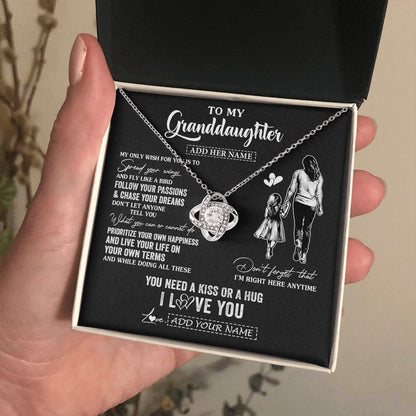 TO MY
Granddaughter
ADD HER NAME
MY ONLY WISH FOR YOU IS TO
Spread your wings
AND FLY LIKE A BIRD
FOLLOW YOUR PASSIONS
& CHASE YOUR DREAMS
DON'T LET ANYONE
TELL YOU
What you can or cannot do
PRIORITIZE YOUR OWN HAPPINESS
AND LIVE YOUR LIFE ON
YOUR OWN TERMS
AND WHILE DOING ALL THESE
Don't forget that
I'M RIGHT HERE ANYTIME
YOU NEED A KISS OR A HUG
I LOVE YOU
Love, ADD YOUR NAME